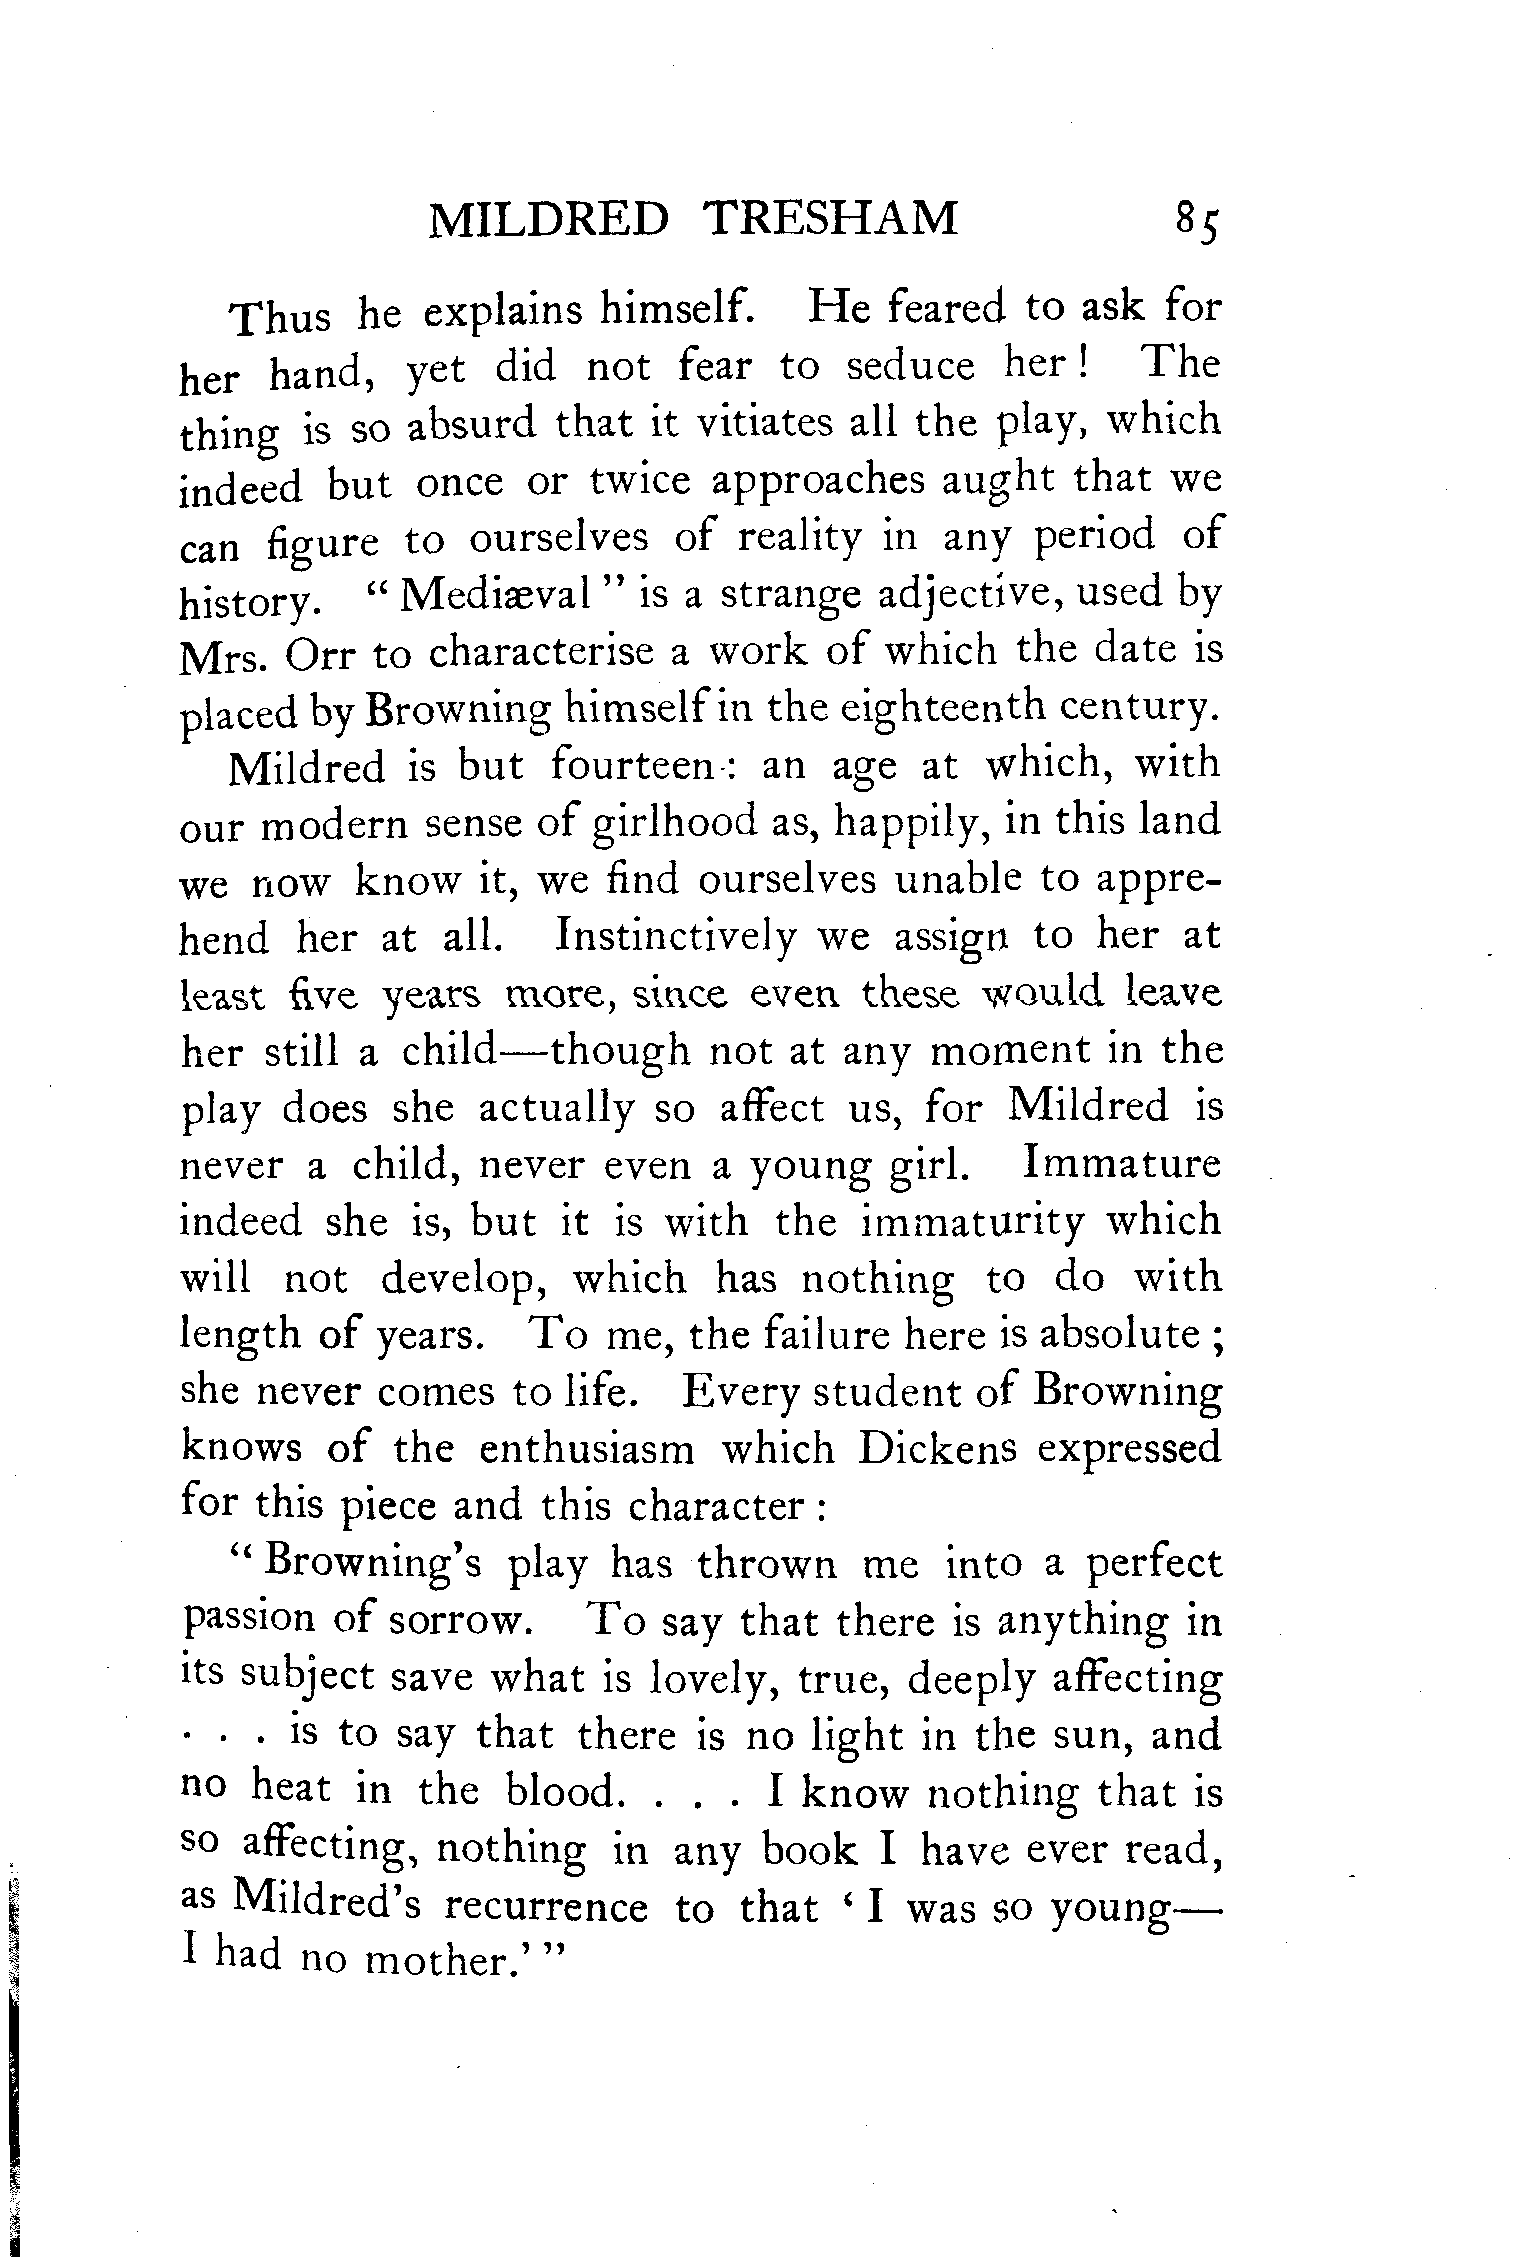 MILDRED TRESHAM 85
Thus he explains himself. He feared to ask for
her hand, yet did not fear to seduce her! The
thing is so absurd that it vitiates all the play, which
indeed but once or twice approaches aught that we
can figure to ourselves of reality in any period of
history. "Mediæval" is a strange adjective, used by
Mrs. Orr to characterise a work of which the date is
placed by Browning himself in the eighteenth century.
Mildred is but fourteen: an age at which, with
our modern sense of girlhood as, happily, in this land
we now know it, we find ourselves unable to appre-
hend her at all. Instinctively we assign to her at
least five years more, since even these would leave
her still a child—though not at any moment in the
play does she actually so affect us, for Mildred is
never a child, never even a young girl. Immature
indeed she is, but it is with the immaturity which
will not develop, which has nothing to do with
length of years. To me, the failure here is absolute;
she never comes to life. Every student of Browning
knows of the enthusiasm which Dickens expressed
for this piece and this character:
"Browning's play has thrown me into a perfect
passion of sorrow. To say that there is anything in
its subject save what is lovely, true, deeply affecting
. . . is to say that there is no light in the sun, and
no heat in the blood. . . . I know nothing that is
so affecting, nothing in any book I have ever read,
as Mildred's recurrence to that 'I was so young—
I had no mother.'"